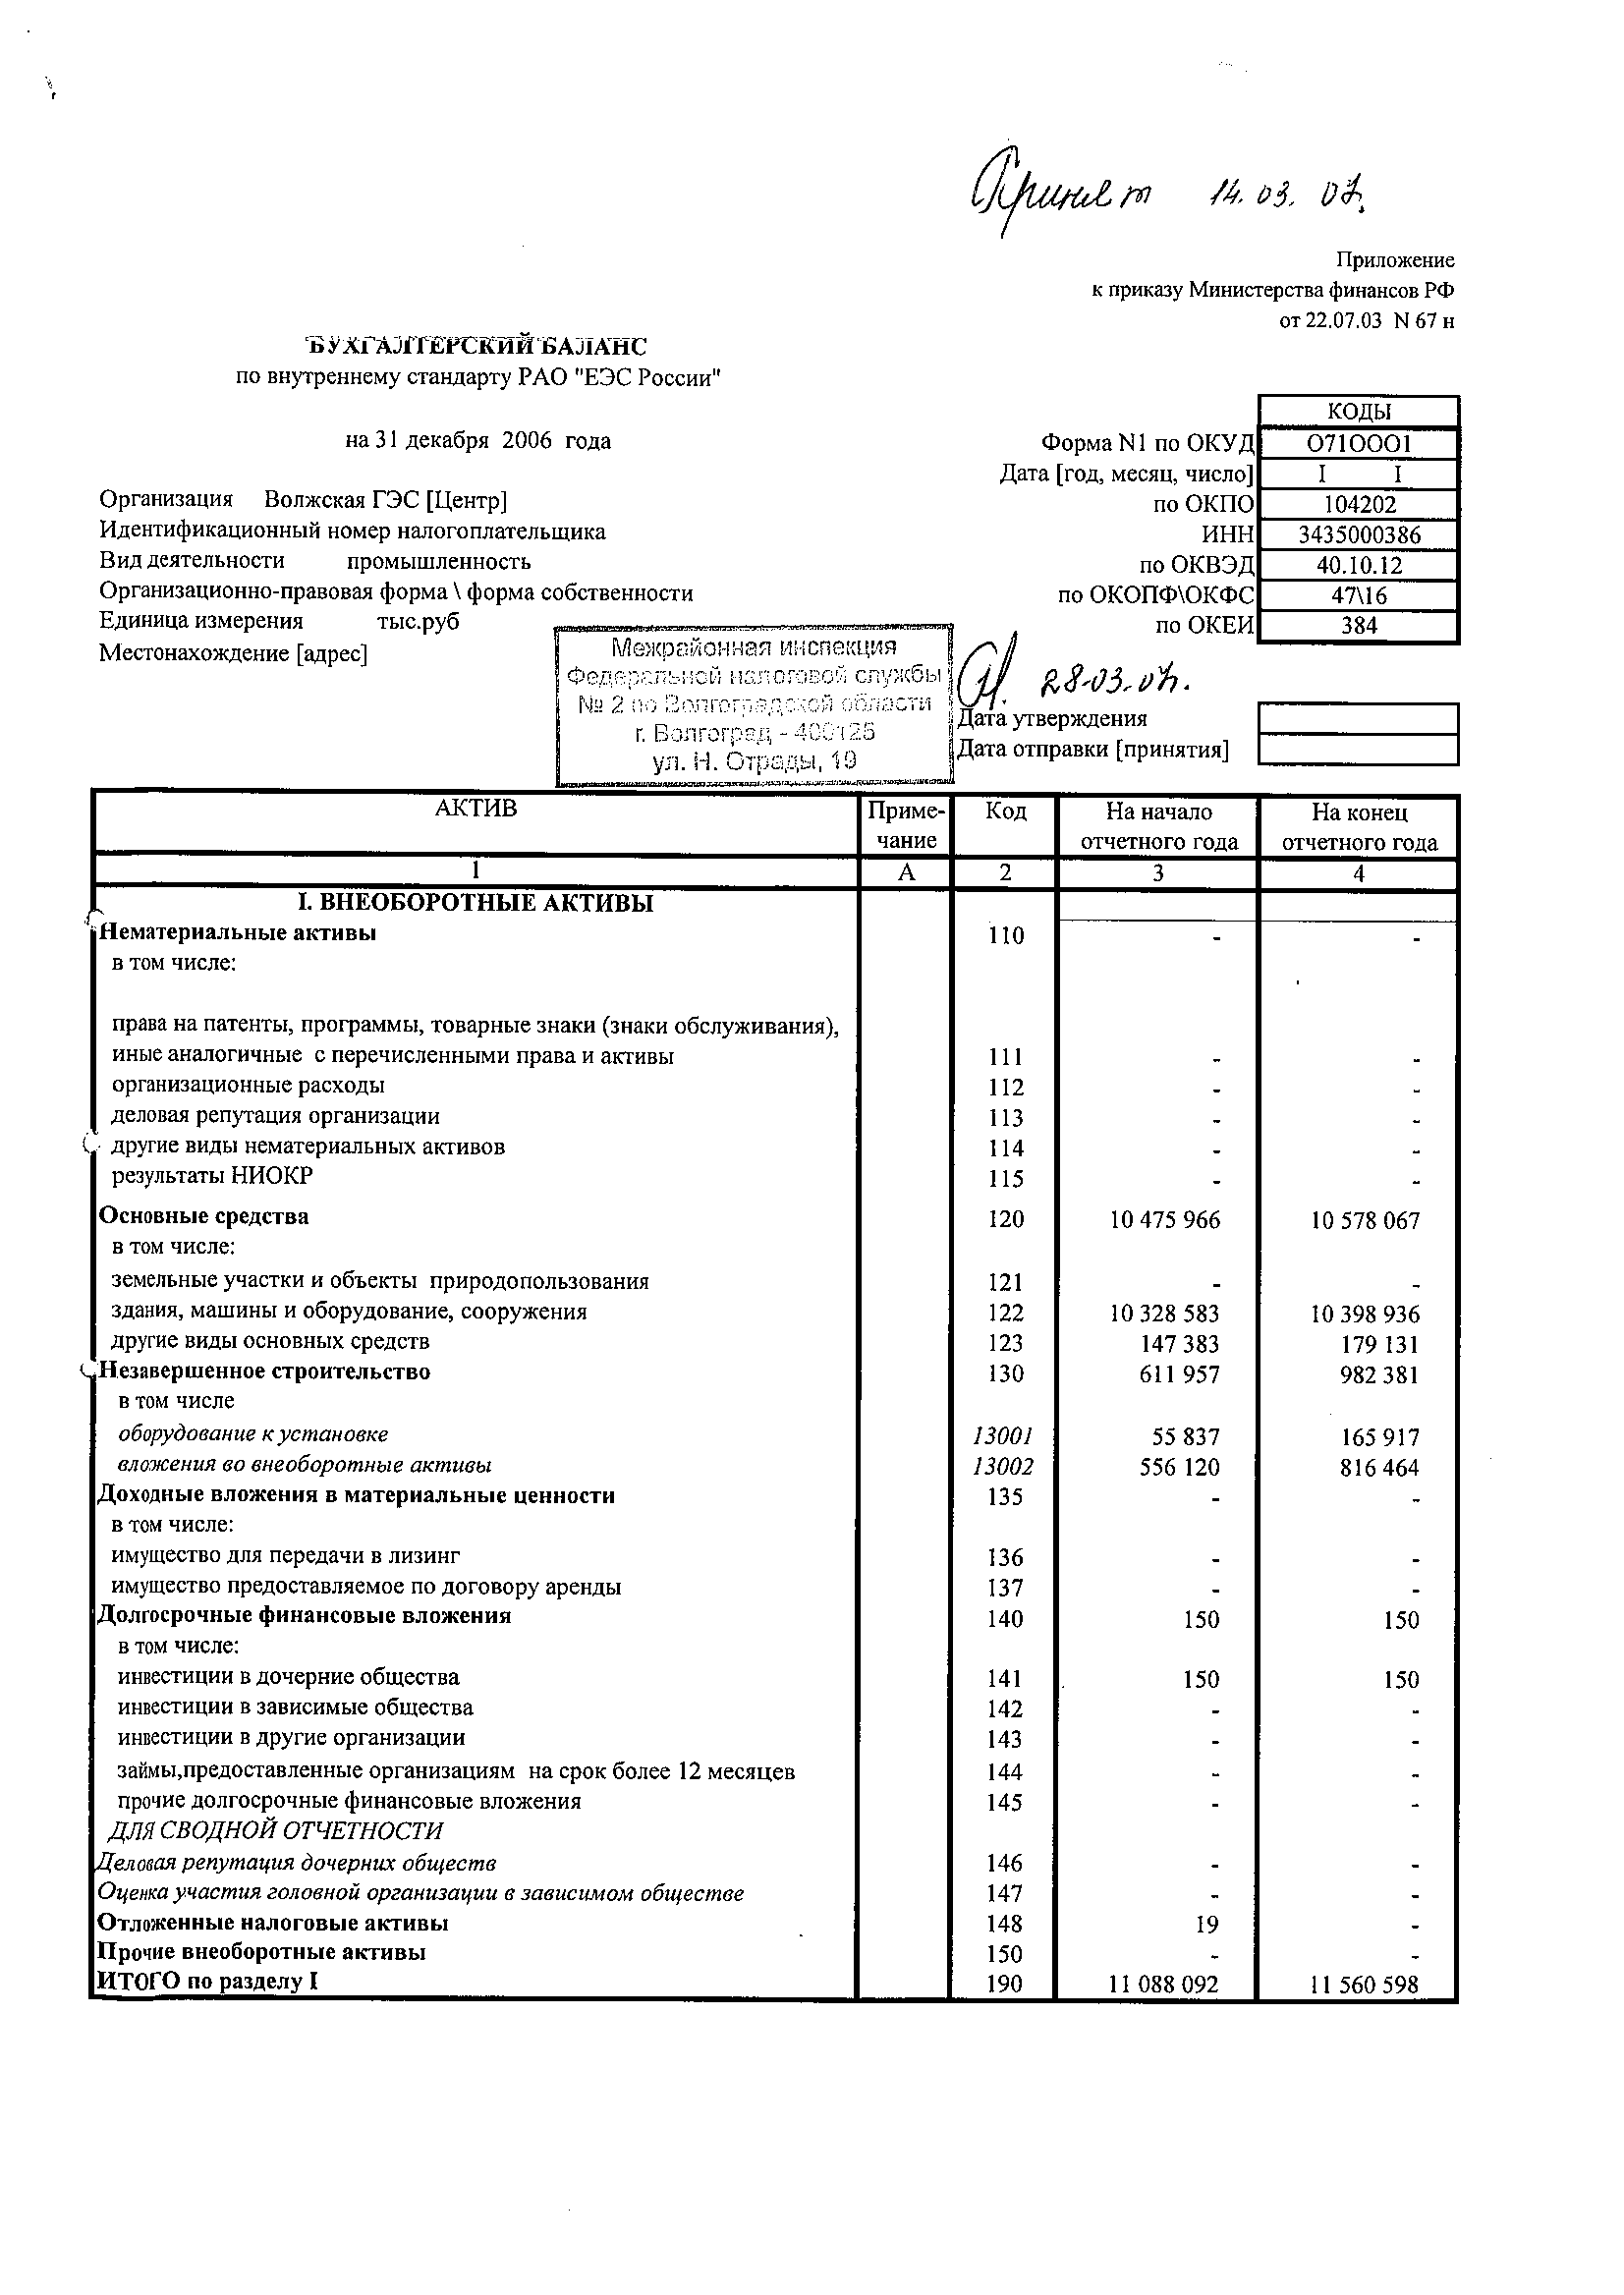 Принят 14.03.07.
Приложение
к приказу Министерства финансов РФ
от 22.07.03 N 67 н
БУХГАЛТЕРСКИЙ БАЛАНС
по внутреннему стандарту РАО "ЕЭС России"
КОДЫ
на 31 декабря 2006 года Форма N1 по ОКУД О71ООО1
Дата [год, месяц, число] I I
Организация Волжская ГЭС [Центр] по ОКПО 104202
Идентификационный номер налогоплательщика ИНН 3435000386
Вид деятельности промышленность по ОКВЭД 40.10.12
Организационно-правовая форма \ форма собственности по ОКОПФ\ОКФС 47\16
Единица измерения тыс.руб по ОКЕИ 384
Местонахождение [адрес]
Межрайонная инспекция
Федеральной налоговой службы
№ 2 по Волгоградской области
г. Волгоград - 400125
ул. Н. Отрады, 19
28.03.07.
Дата утверждения
Дата отправки [принятия]
АКТИВ Приме- Код На начало На конец
чание отчетного года отчетного года
1 А 2 3 4
I. ВНЕОБОРОТНЫЕ АКТИВЫ
Нематериальные активы 110 - -
в том числе:
права на патенты, программы, товарные знаки (знаки обслуживания),
иные аналогичные с перечисленными права и активы 111 - -
организационные расходы 112 - -
деловая репутация организации 113 - -
другие виды нематериальных активов 114 - -
результаты НИОКР 115 - -
Основные средства 120 10 475 966 10 578 067
в том числе:
земельные участки и объекты природопользования 121 - -
здания, машины и оборудование, сооружения 122 10 328 583 10 398 936
другие виды основных средств 123 147 383 179 131
Незавершенное строительство 130 611 957 982 381
в том числе
оборудование к установке 13001 55 837 165 917
вложения во внеоборотные активы 13002 556 120 816 464
Доходные вложения в материальные ценности 135 - -
в том числе:
имущество для передачи в лизинг 136 - -
имущество предоставляемое по договору аренды 137 - -
Долгосрочные финансовые вложения 140 150 150
в том числе:
инвестиции в дочерние общества 141 150 150
инвестиции в зависимые общества 142 - -
инвестиции в другие организации 143 - -
займы,предоставленные организациям на срок более 12 месяцев 144 - -
прочие долгосрочные финансовые вложения 145 - -
ДЛЯ СВОДНОЙ ОТЧЕТНОСТИ
Деловая репутация дочерних обществ 146 - -
Оценка участия головной организации в зависимом обществе 147 - -
Отложенные налоговые активы 148 19 -
Прочие внеоборотные активы 150 - -
ИТОГО по разделу I 190 11 088 092 11 560 598